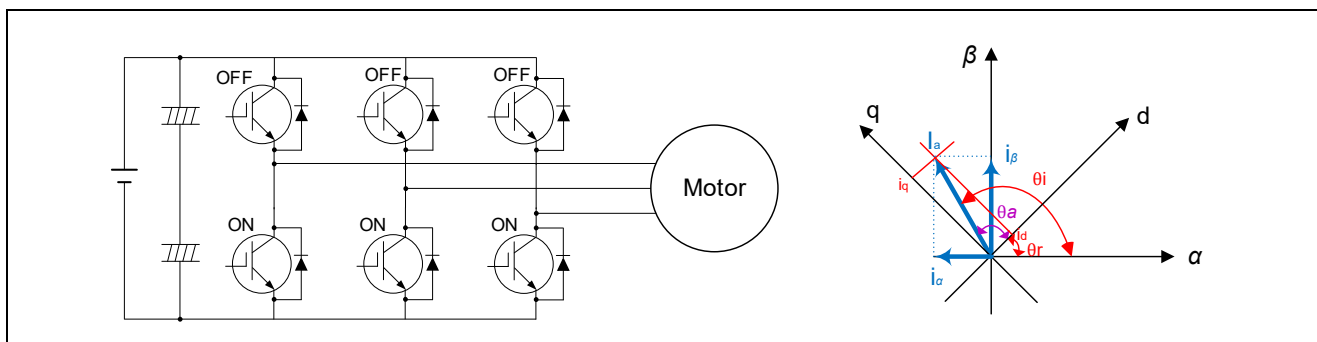 OFF
OFF
OFF
ON
ON
ON
Motor
β
q
d
Ia
iβ
iq
θi
θa
id
θr
α
iα